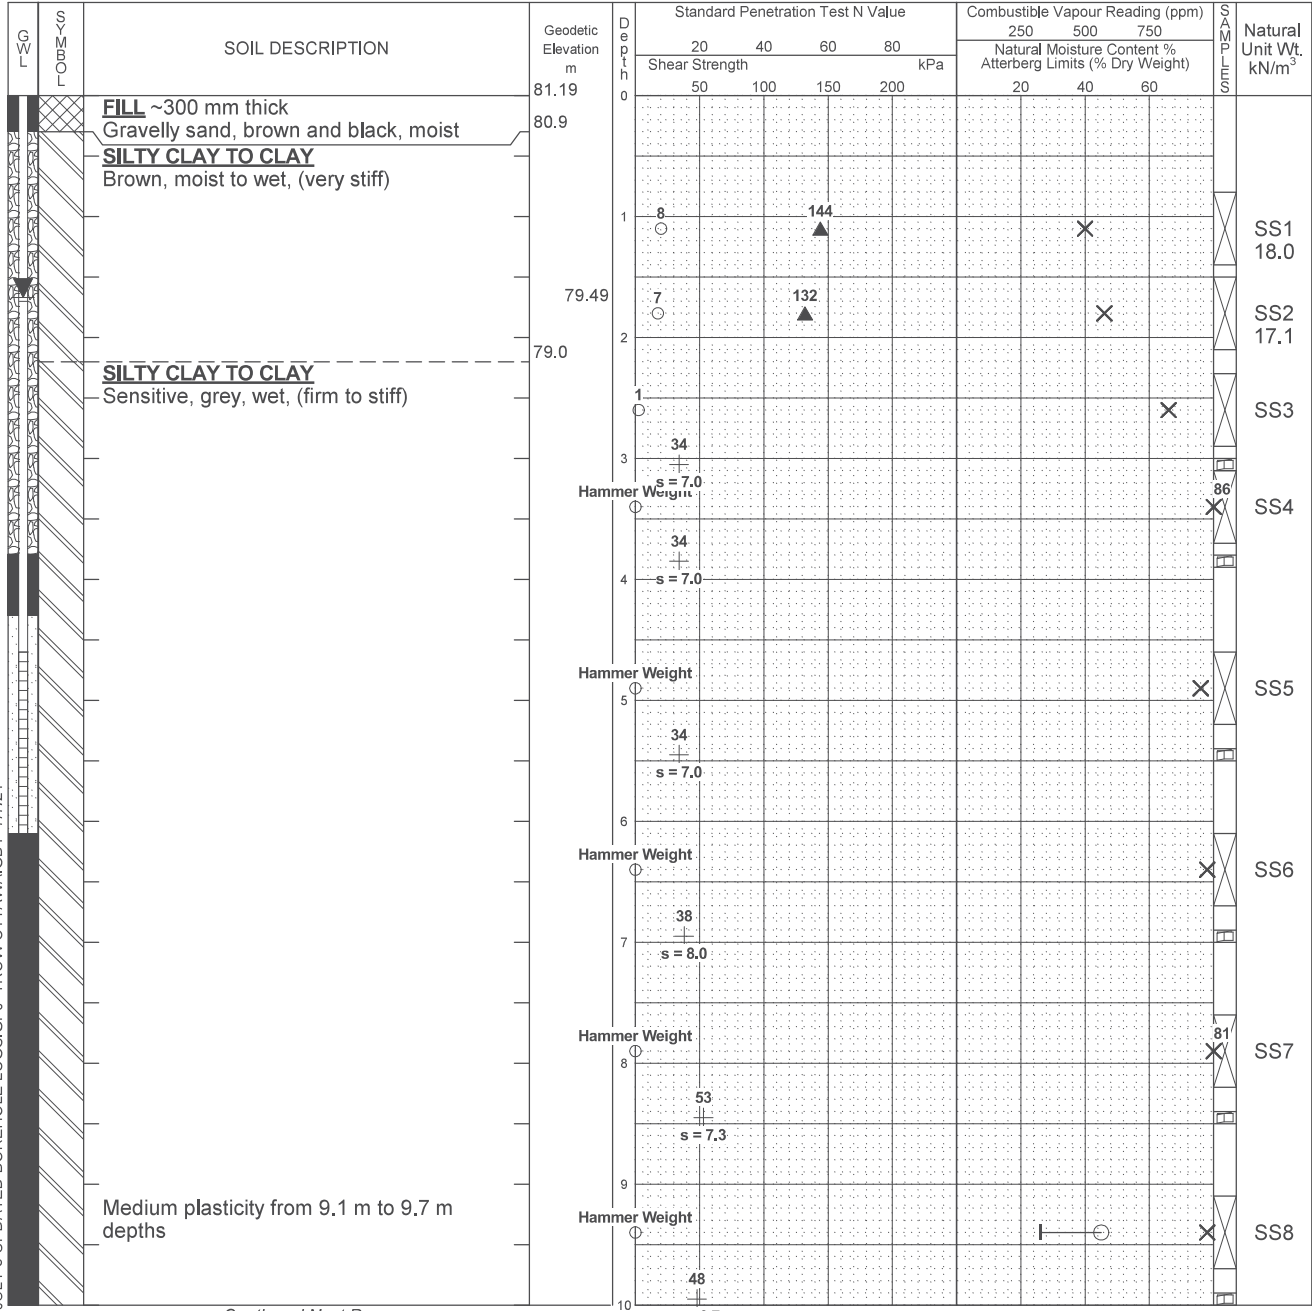 GWL
SYMBOL
SOIL DESCRIPTION
Geodetic
Elevation
m
Depth
Standard Penetration Test N Value
20 40 60 80
Shear Strength kPa
50 100 150 200
Combustible Vapour Reading (ppm)
250 500 750
Natural Moisture Content %
Atterberg Limits (% Dry Weight)
20 40 60
SAMPLES
Natural
Unit Wt.
kN/m³
81.19
0
FILL ~300 mm thick
80.9
Gravelly sand, brown and black, moist
SILTY CLAY TO CLAY
Brown, moist to wet, (very stiff)
8 144
1
SS1
18.0
79.49
7 132
SS2
2
17.1
79.0
SILTY CLAY TO CLAY
Sensitive, grey, wet, (firm to stiff)
1
SS3
34
3
s = 7.0
Hammer Weight
86
SS4
34
4
s = 7.0
Hammer Weight
SS5
5
34
s = 7.0
6
Hammer Weight
SS6
38
7
s = 8.0
Hammer Weight
81
SS7
8
53
s = 7.3
9
Medium plasticity from 9.1 m to 9.7 m
depths
Hammer Weight
SS8
48
10